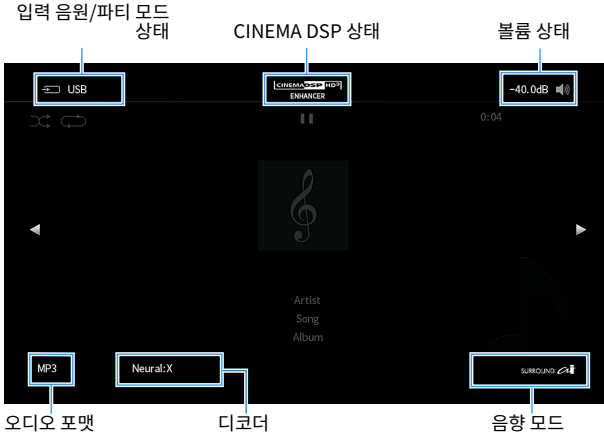 입력 음원/파티 모드
상태
CINEMA DSP 상태
볼륨 상태
USB
CINEMA DSP HD³
ENHANCER
-40.0dB
0:04
Artist
Song
Album
MP3
Neural:X
SURROUND: AI
오디오 포맷
디코더
음향 모드